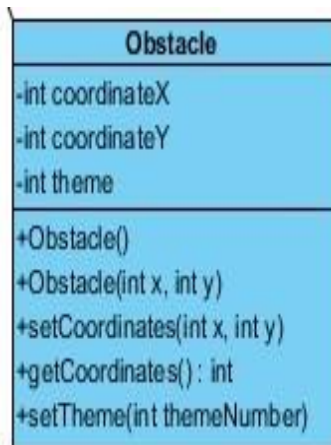 Obstacle
-int coordinateX
-int coordinateY
-int theme
+Obstacle()
+Obstacle(int x, int y)
+setCoordinates(int x, int y)
+getCoordinates() : int
+setTheme(int themeNumber)